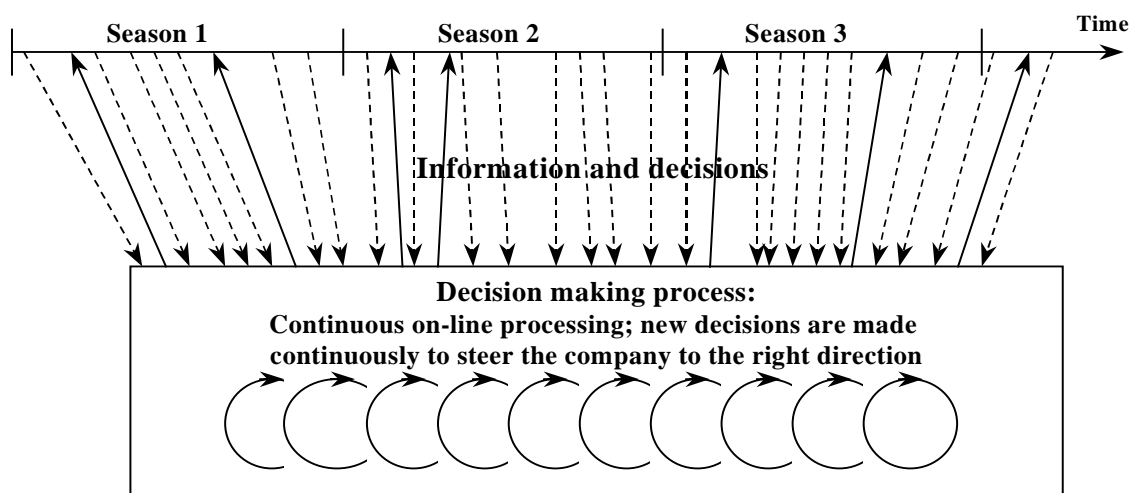 Season 1 Season 2 Season 3 Time
Information and decisions
Decision making process:
Continuous on-line processing; new decisions are made
continuously to steer the company to the right direction